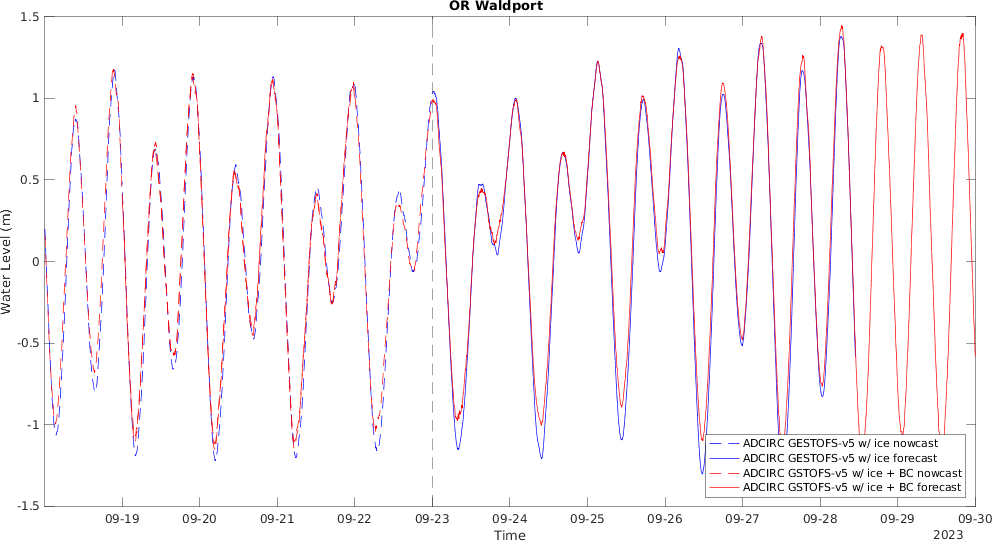 OR Waldport
1.5
1
0.5
0
-0.5
-1
-1.5
Water Level (m)
ADCIRC GESTOFS-v5 w/ ice nowcast
ADCIRC GESTOFS-v5 w/ ice forecast
ADCIRC GSTOFS-v5 w/ ice + BC nowcast
ADCIRC GSTOFS-v5 w/ ice + BC forecast
09-19 09-20 09-21 09-22 09-23 09-24 09-25 09-26 09-27 09-28 09-29 09-30
Time
2023